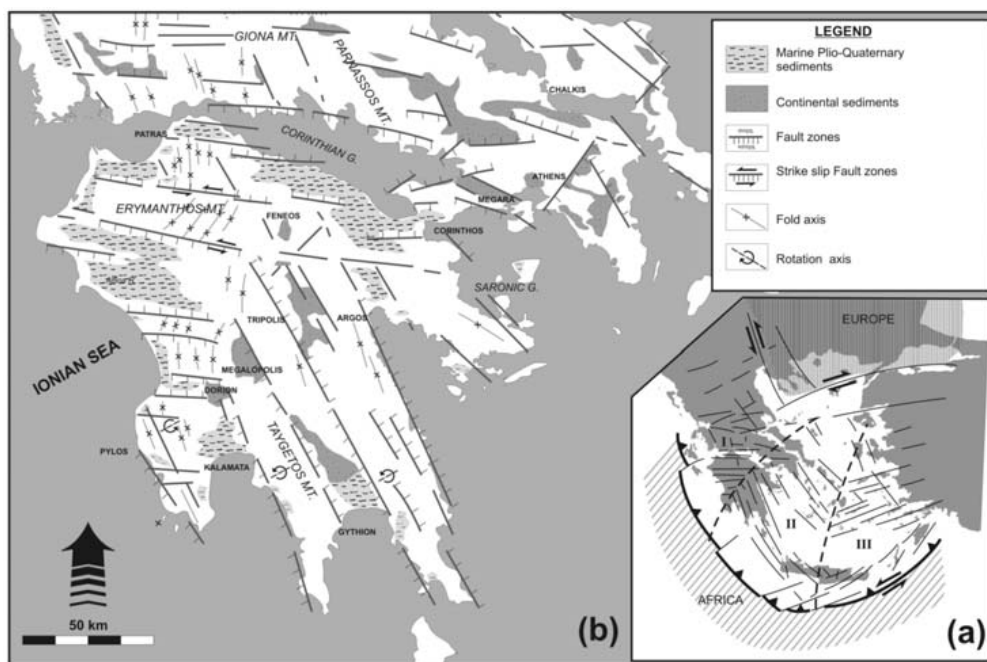 GIONA MT.
PARNASSOS MT.
CHALKIS
PATRAS
CORINTHIAN G.
ATHENS
MEGARA
ERYMANTHOS MT.
FENEOS
CORINTHOS
SARONIC G.
TRIPOLIS
ARGOS
IONIAN SEA
MEGALOPOLIS
DORION
PYLOS
TAYGETOS MT.
KALAMATA
GYTHION
50 km
(b)
LEGEND
Marine Plio-Quaternary
sediments
Continental sediments
Fault zones
Strike slip Fault zones
Fold axis
Rotation axis
EUROPE
I
II
III
AFRICA
(a)